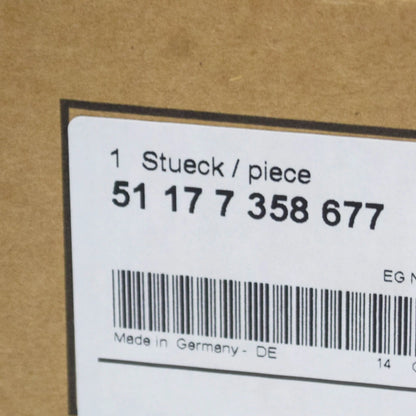 1 Stueck / piece
51 17 7 358 677
EG
Made in Germany - DE
14